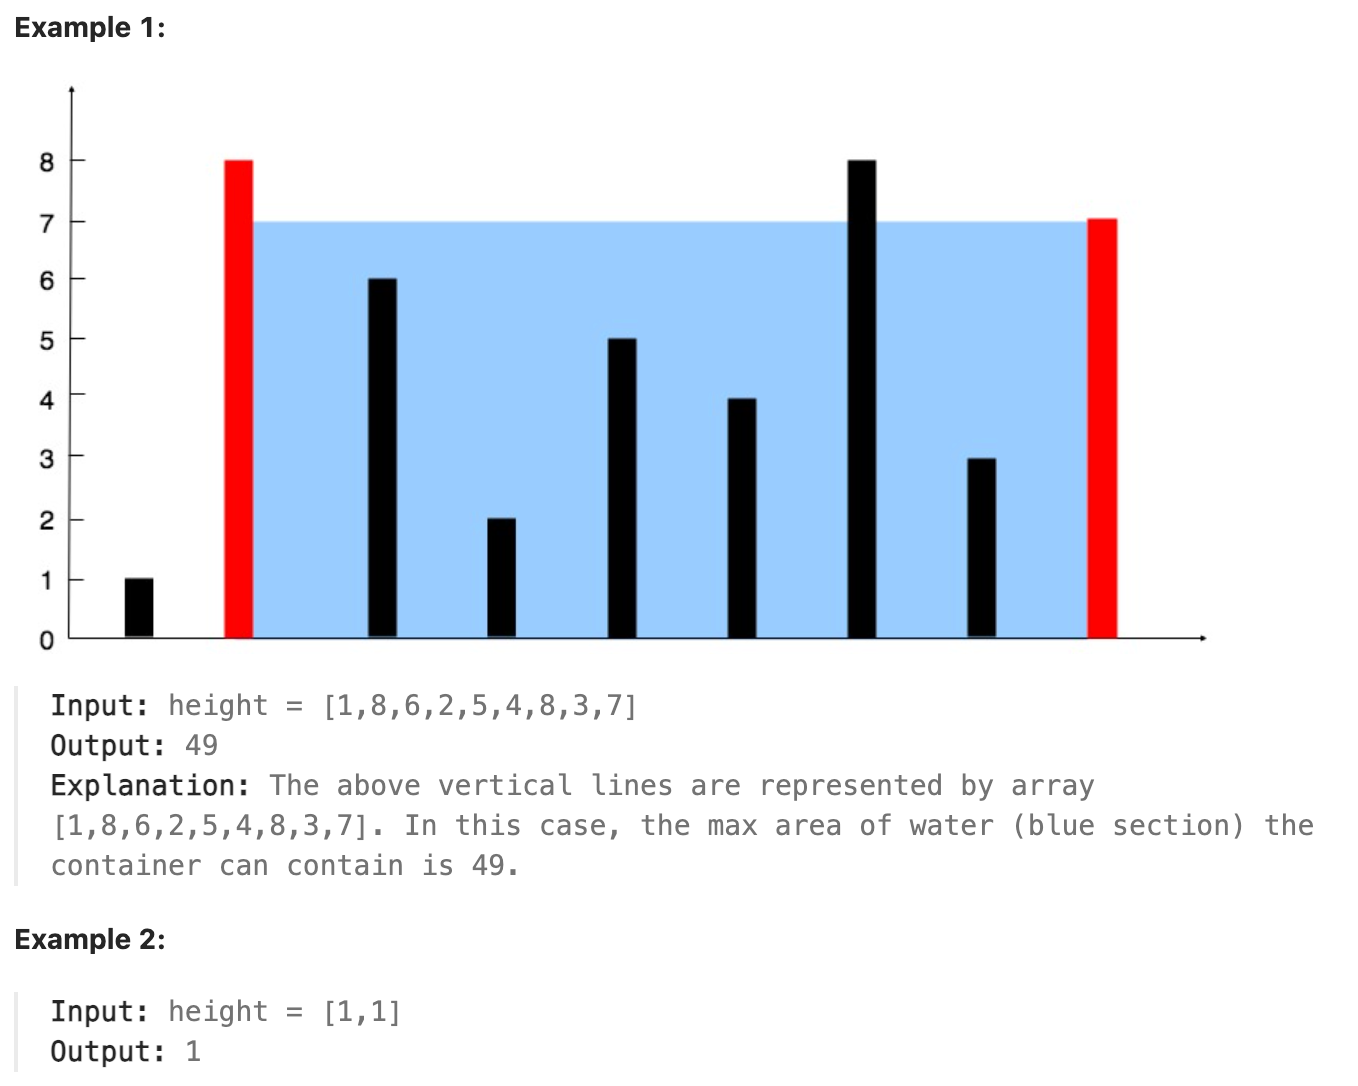 Example 1:
8
7
6
5
4
3
2
1
0
Input: height = [1,8,6,2,5,4,8,3,7]
Output: 49
Explanation: The above vertical lines are represented by array
[1,8,6,2,5,4,8,3,7]. In this case, the max area of water (blue section) the
container can contain is 49.
Example 2:
Input: height = [1,1]
Output: 1